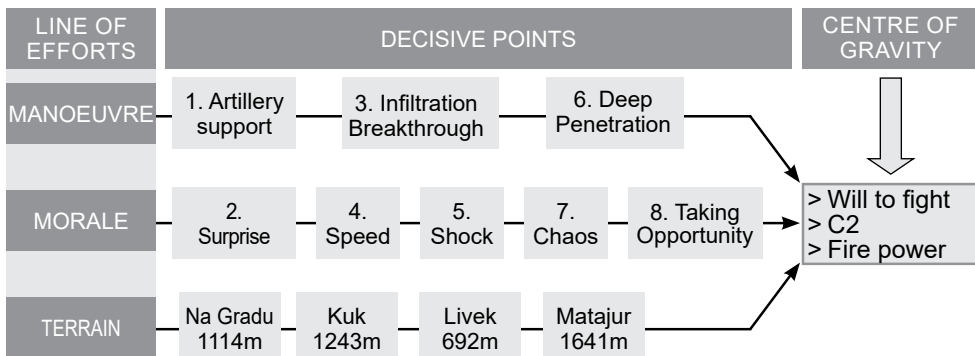 LINE OF
EFFORTS
DECISIVE POINTS
CENTRE OF
GRAVITY
MANOEUVRE
1. Artillery
support
3. Infiltration
Breakthrough
6. Deep
Penetration
MORALE
2.
Surprise
4.
Speed
5.
Shock
7.
Chaos
8. Taking
Opportunity
> Will to fight
> C2
> Fire power
TERRAIN
Na Gradu
1114m
Kuk
1243m
Livek
692m
Matajur
1641m